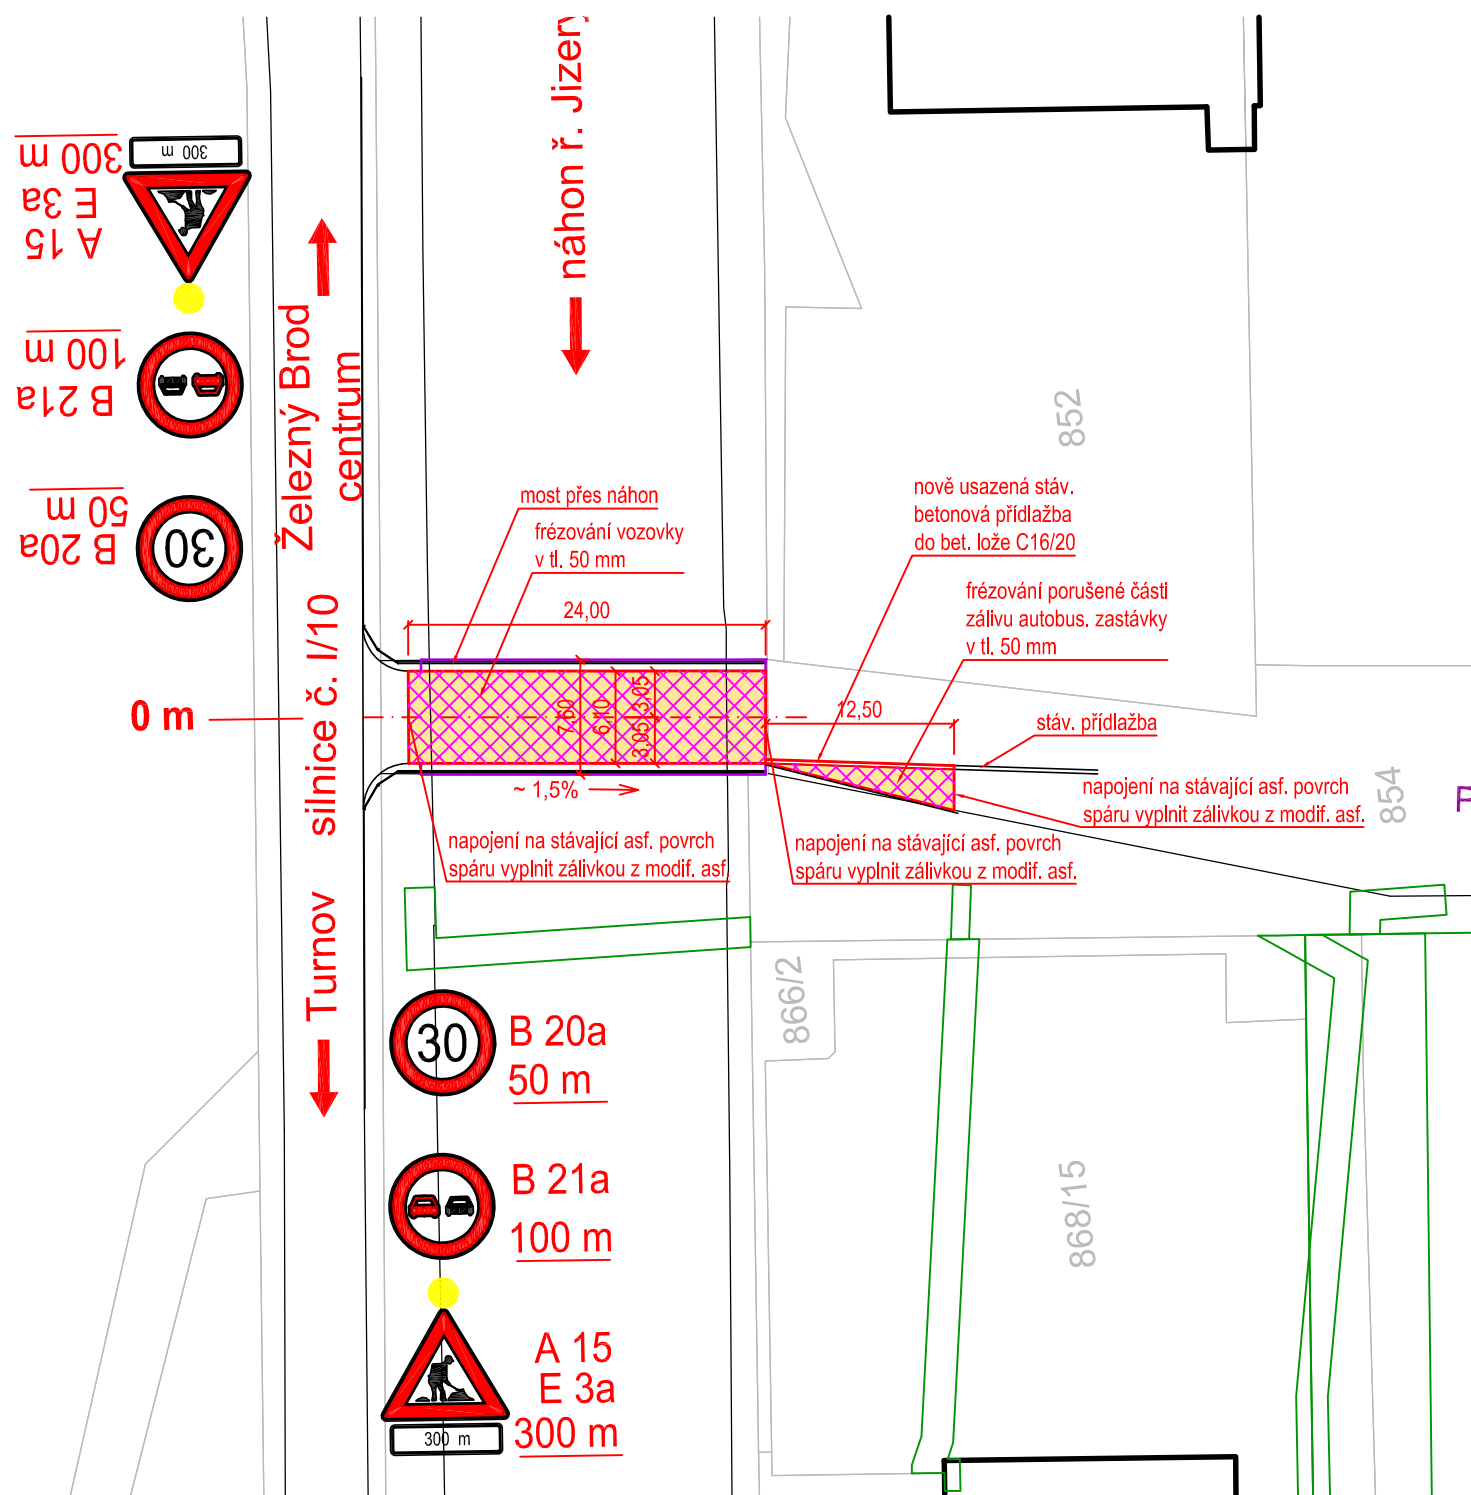 300 m
A 15
E 3a
300 m
B 21a
100 m
30
B 20a
50 m
náhon ř. Jizery
Železný Brod
centrum
silnice č. I/10
Turnov
0 m
852
most přes náhon
frézování vozovky
v tl. 50 mm
nově usazená stáv.
betonová přídlažba
do bet. lože C16/20
frézování porušené části
zálivu autobus. zastávky
v tl. 50 mm
24,00
7,60
6,10
3,05
3,05
12,50
stáv. přídlažba
~ 1,5%
napojení na stávající asf. povrch
spáru vyplnit zálivkou z modif. asf.
napojení na stávající asf. povrch
spáru vyplnit zálivkou z modif. asf.
napojení na stávající asf. povrch
spáru vyplnit zálivkou z modif. asf.
854
866/2
868/15
30
B 20a
50 m
B 21a
100 m
A 15
E 3a
300 m
300 m